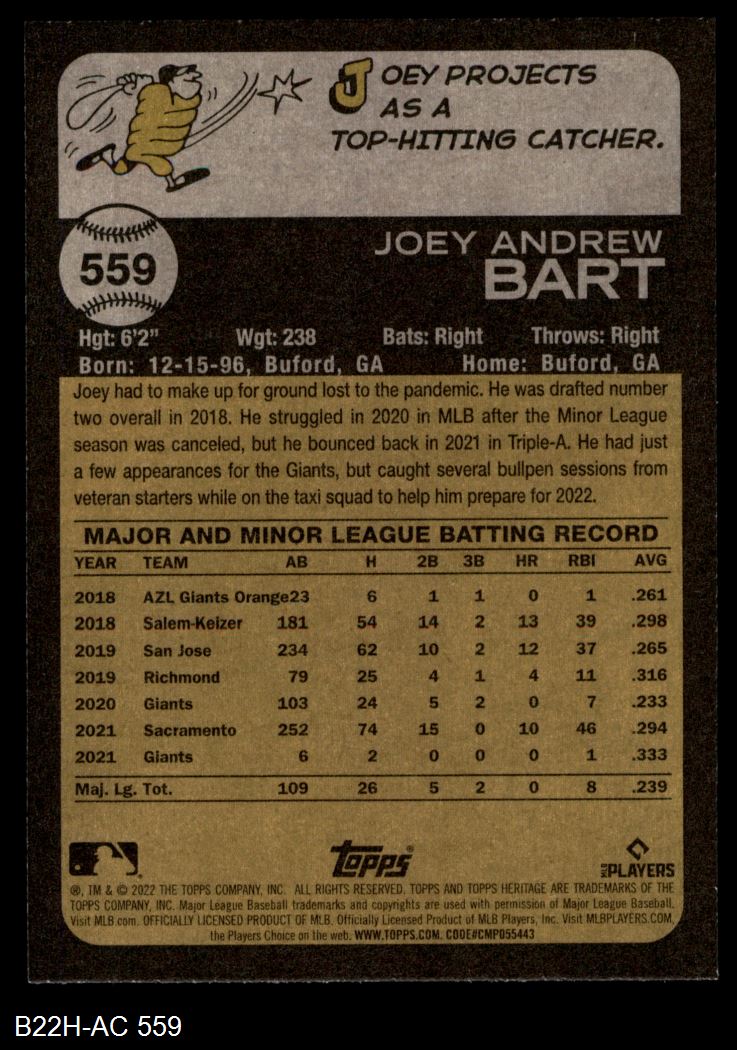 JOEY PROJECTS
AS A
TOP-HITTING CATCHER.
559
JOEY ANDREW
BART
Hgt: 6'2" Wgt: 238 Bats: Right Throws: Right
Born: 12-15-96, Buford, GA Home: Buford, GA
Joey had to make up for ground lost to the pandemic. He was drafted number
two overall in 2018. He struggled in 2020 in MLB after the Minor League
season was canceled, but he bounced back in 2021 in Triple-A. He had just
a few appearances for the Giants, but caught several bullpen sessions from
veteran starters while on the taxi squad to help him prepare for 2022.
MAJOR AND MINOR LEAGUE BATTING RECORD
YEAR TEAM AB H 2B 3B HR RBI AVG
2018 AZL Giants Orange23 6 1 1 0 1 .261
2018 Salem-Keizer 181 54 14 2 13 39 .298
2019 San Jose 234 62 10 2 12 37 .265
2019 Richmond 79 25 4 1 4 11 .316
2020 Giants 103 24 5 2 0 7 .233
2021 Sacramento 252 74 15 0 10 46 .294
2021 Giants 6 2 0 0 0 1 .333
Maj. Lg. Tot. 109 26 5 2 0 8 .239
Topps® MLB PLAYERS
®, TM & © 2022 THE TOPPS COMPANY, INC. ALL RIGHTS RESERVED. TOPPS AND TOPPS HERITAGE ARE TRADEMARKS OF THE
TOPPS COMPANY, INC. Major League Baseball trademarks and copyrights are used with permission of Major League Baseball.
Visit MLB.com. OFFICIALLY LICENSED PRODUCT OF MLB. Officially Licensed Product of MLB Players, Inc. Visit MLBPLAYERS.COM,
the Players Choice on the web. WWW.TOPPS.COM. CODE#CMP055443
B22H-AC 559